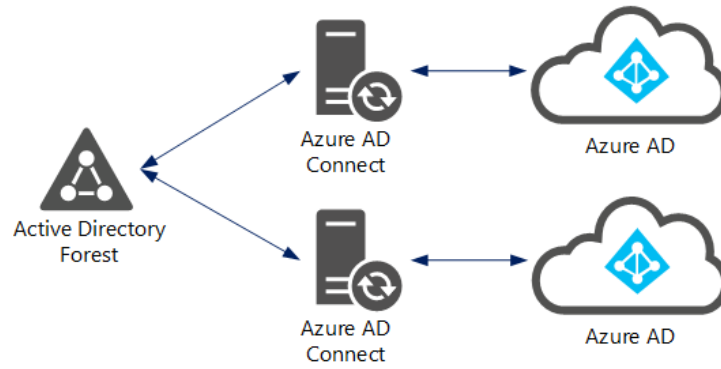 Azure AD
Connect
Azure AD
Active Directory
Forest
Azure AD
Connect
Azure AD